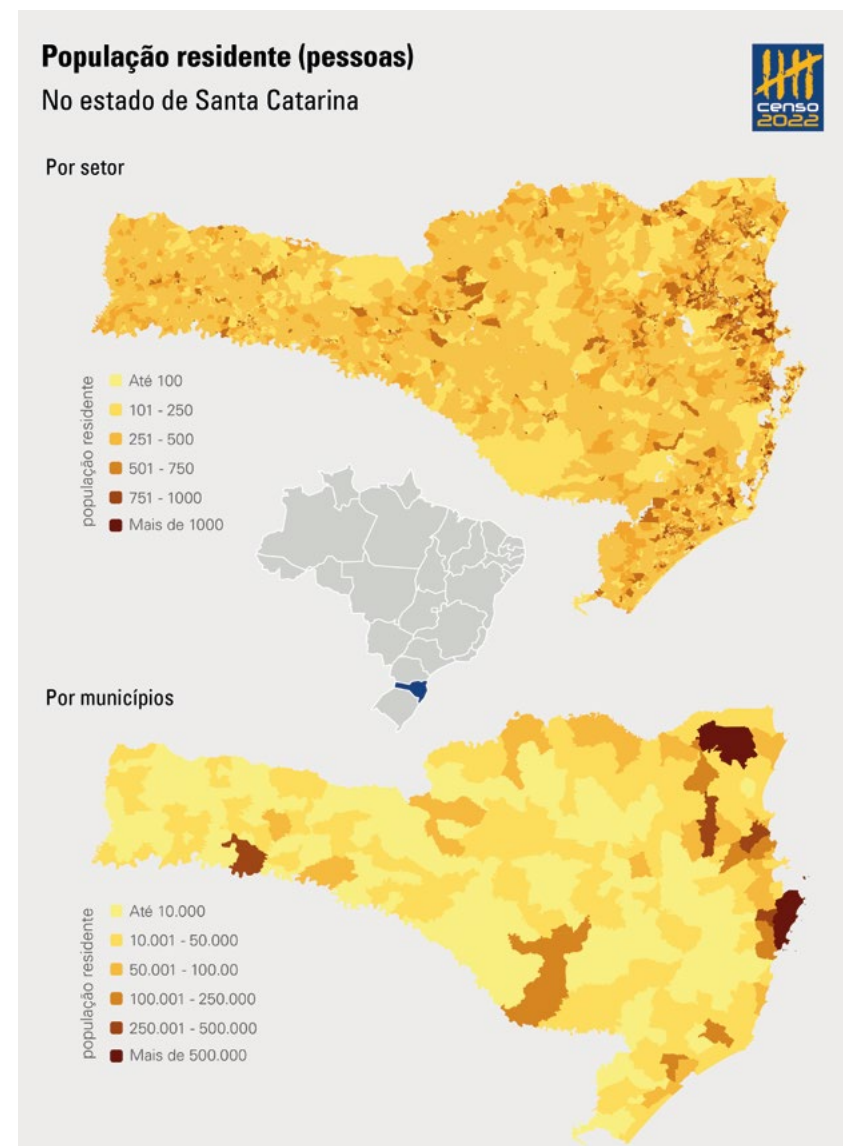 População residente (pessoas)
No estado de Santa Catarina
censo
2022
Por setor
população residente
Até 100
101 - 250
251 - 500
501 - 750
751 - 1000
Mais de 1000
Por municípios
população residente
Até 10.000
10.001 - 50.000
50.001 - 100.00
100.001 - 250.000
250.001 - 500.000
Mais de 500.000